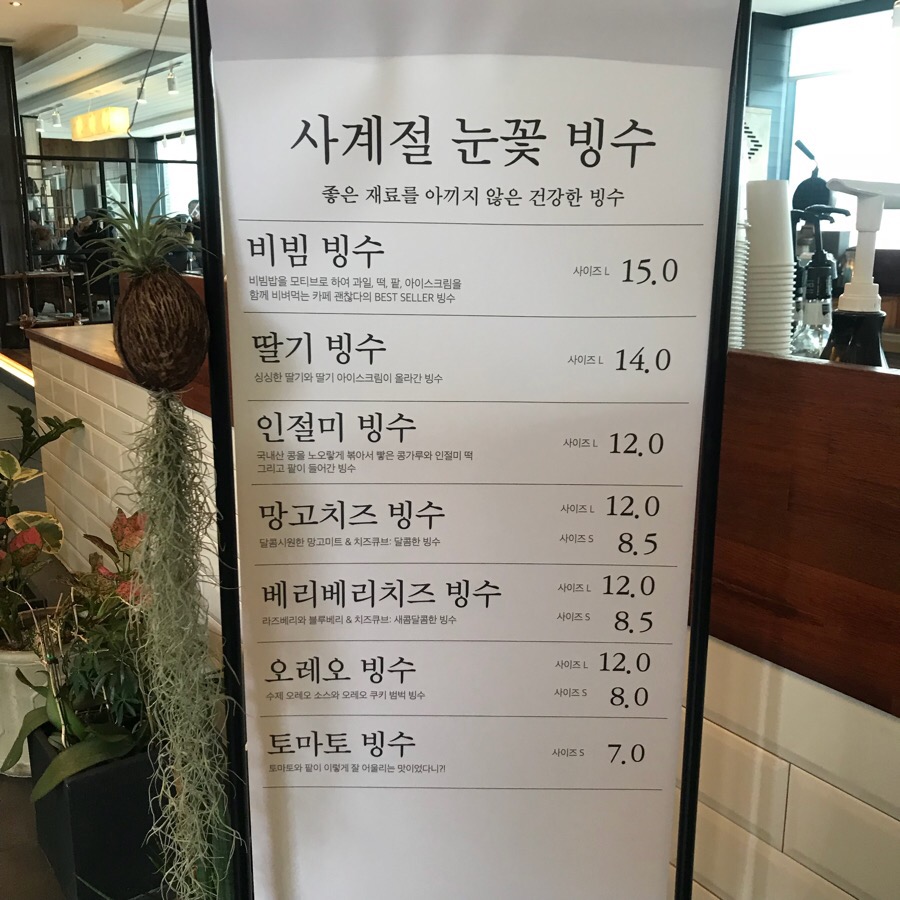 사계절 눈꽃 빙수
좋은 재료를 아끼지 않은 건강한 빙수
비빔 빙수
사이즈 L 15.0
비빔밥을 모티브로 하여 과일, 떡, 팥, 아이스크림을
함께 비벼먹는 카페 괜찮다의 BEST SELLER 빙수
딸기 빙수
사이즈 L 14.0
싱싱한 딸기와 딸기 아이스크림이 올라간 빙수
인절미 빙수
사이즈 L 12.0
국내산 콩을 노오랗게 볶아서 빻은 콩가루와 인절미 떡
그리고 팥이 들어간 빙수
망고치즈 빙수
사이즈 L 12.0
달콤시원한 망고미트 & 치즈큐브: 달콤한 빙수
사이즈 S 8.5
베리베리치즈 빙수
사이즈 L 12.0
라즈베리와 블루베리 & 치즈큐브: 새콤달콤한 빙수
사이즈 S 8.5
오레오 빙수
사이즈 L 12.0
수제 오레오 소스와 오레오 쿠키 범벅 빙수
사이즈 S 8.0
토마토 빙수
사이즈 S 7.0
토마토와 팥이 이렇게 잘 어울리는 맛이었다니?!